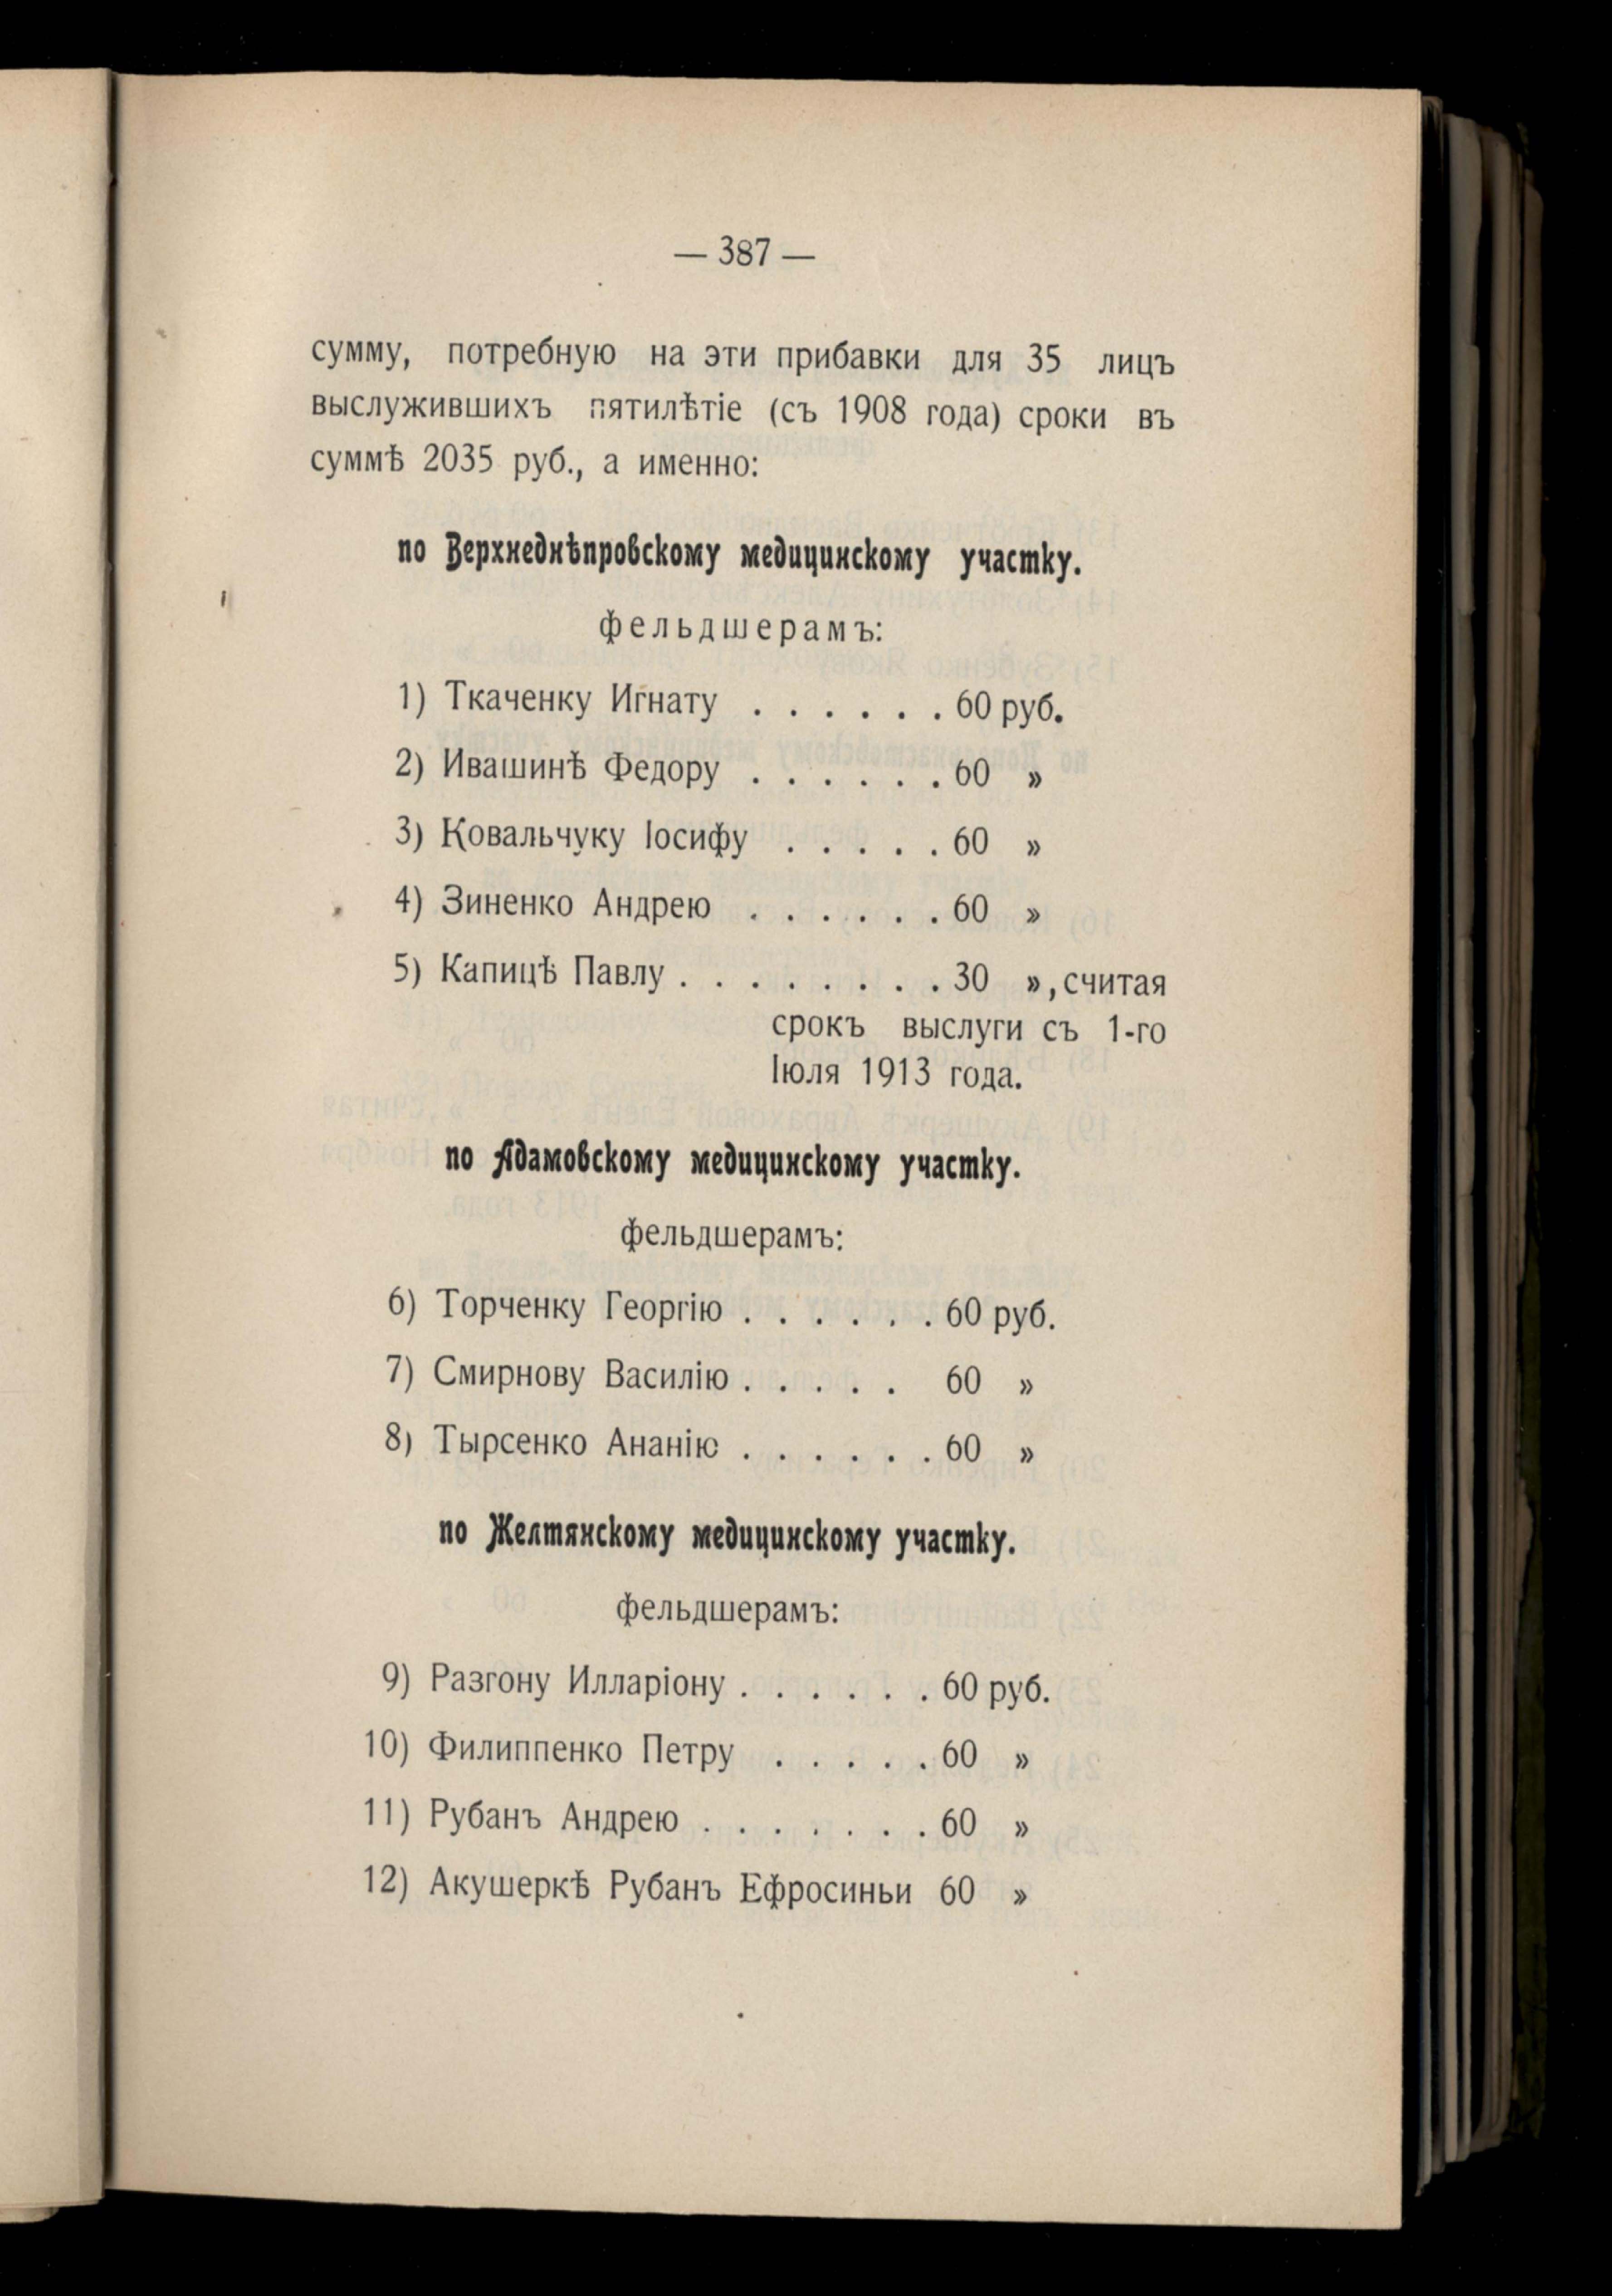 — 387 —
сумму, потребную на эти прибавки для 35 лицъ
выслужившихъ пятилѣтіе (съ 1908 года) сроки въ
суммѣ 2035 руб., а именно:
по Верхнеднѣпровскому медицинскому участку.
фельдшерамъ:
1) Ткаченку Игнату . . . . . . 60 руб.
2) Ивашинѣ Федору . . . . . . 60 »
3) Ковальчуку Іосифу . . . . . 60 »
4) Зиненко Андрею . . . . . . 60 »
5) Капицѣ Павлу . . . . . . . . 30 », считая
срокъ выслуги съ 1-го
Іюля 1913 года.
по Адамовскому медицинскому участку.
фельдшерамъ:
6) Торченку Георгію . . . . . . 60 руб.
7) Смирнову Василію . . . . . 60 »
8) Тырсенко Ананію . . . . . . 60 »
по Желтянскому медицинскому участку.
фельдшерамъ:
9) Разгону Илларіону . . . . . . 60 руб.
10) Филиппенко Петру . . . . . 60 »
11) Рубанъ Андрею . . . . . . . 60 »
12) Акушеркѣ Рубанъ Ефросиньи 60 »